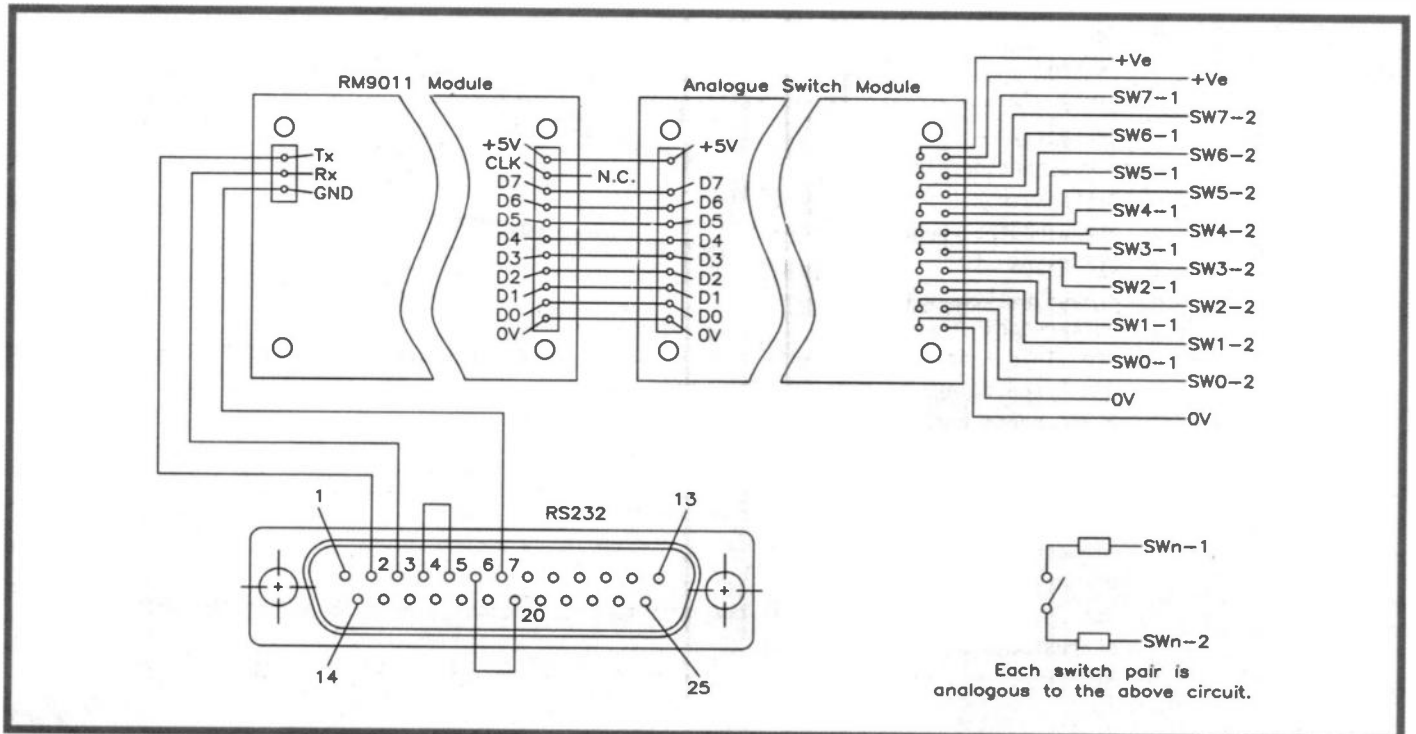 RM9011 Module
Analogue Switch Module
Tx
Rx
GND
+5V
CLK
D7
D6
D5
D4
D3
D2
D1
D0
0V
N.C.
+5V
D7
D6
D5
D4
D3
D2
D1
D0
0V
+Ve
+Ve
SW7-1
SW7-2
SW6-1
SW6-2
SW5-1
SW5-2
SW4-1
SW4-2
SW3-1
SW3-2
SW2-1
SW2-2
SW1-1
SW1-2
SW0-1
SW0-2
0V
0V
RS232
1
13
2 3 4 5 6 7
20
14
25
SWn-1
SWn-2
Each switch pair is
analogous to the above circuit.